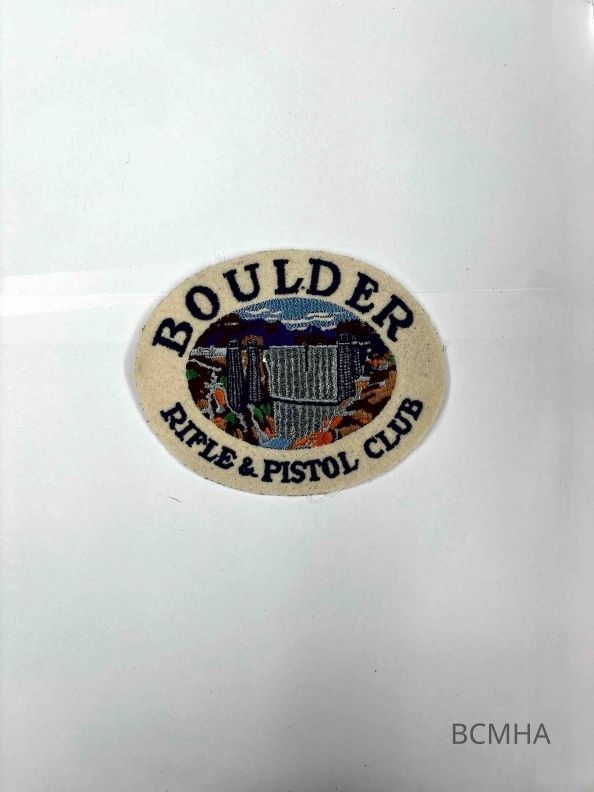 BOULDER
RIFLE & PISTOL CLUB
BCMHA